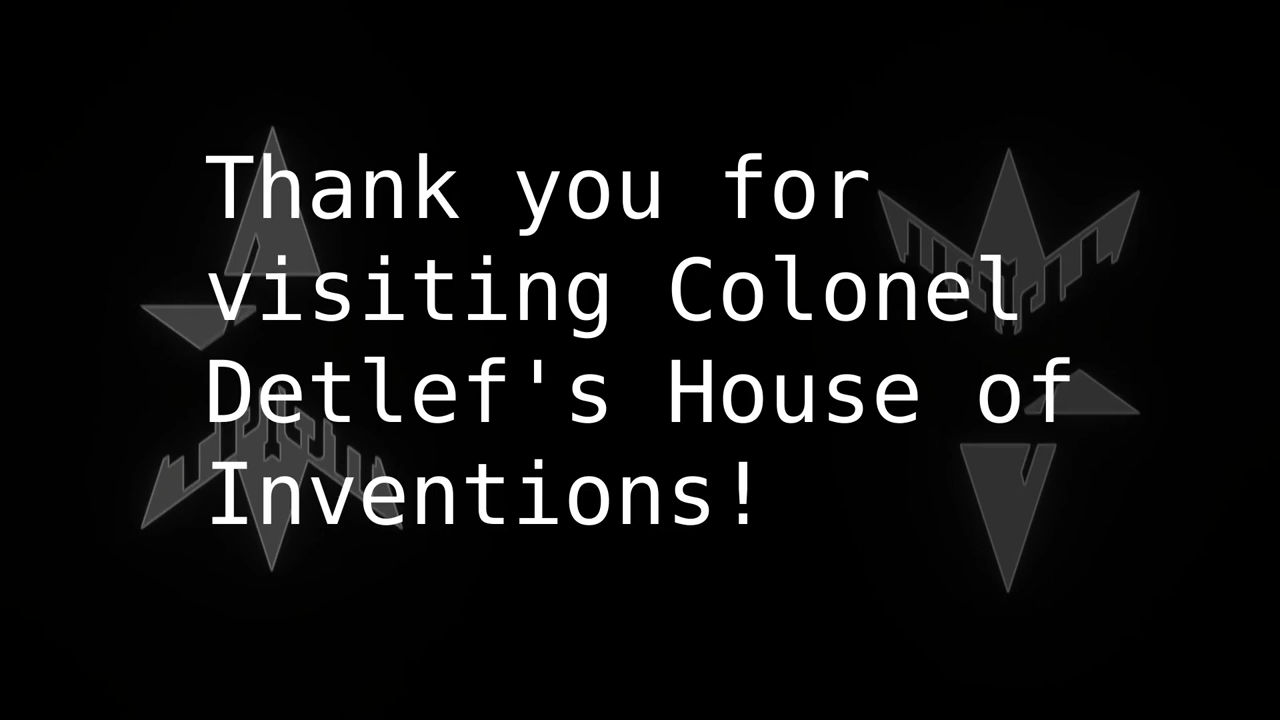 Thank you for
visiting Colonel
Detlef's House of
Inventions!